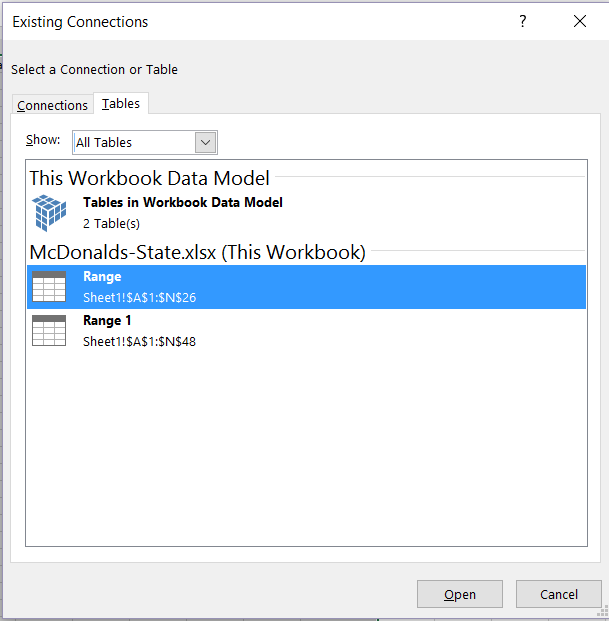 Existing Connections
?
Select a Connection or Table
Connections
Tables
Show:
All Tables
This Workbook Data Model
Tables in Workbook Data Model
2 Table(s)
McDonalds-State.xlsx (This Workbook)
Range
Sheet1!$A$1:$N$26
Range 1
Sheet1!$A$1:$N$48
Open
Cancel